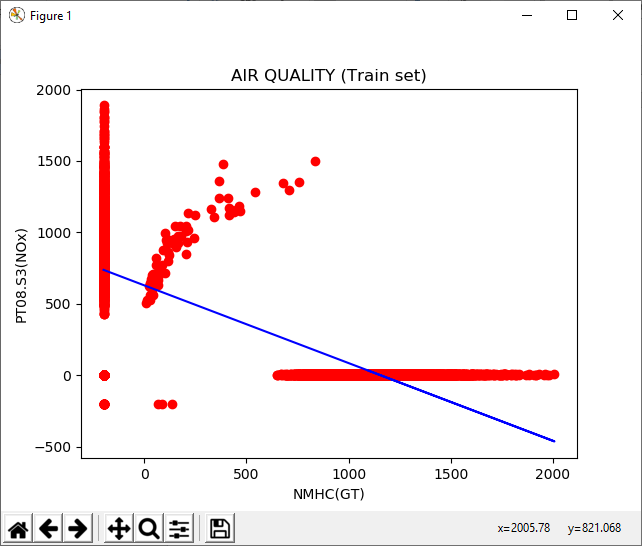 Figure 1
AIR QUALITY (Train set)
2000
1500
1000
500
0
−500
PT08.S3(NOx)
0 500 1000 1500 2000
NMHC(GT)
x=2005.78 y=821.068